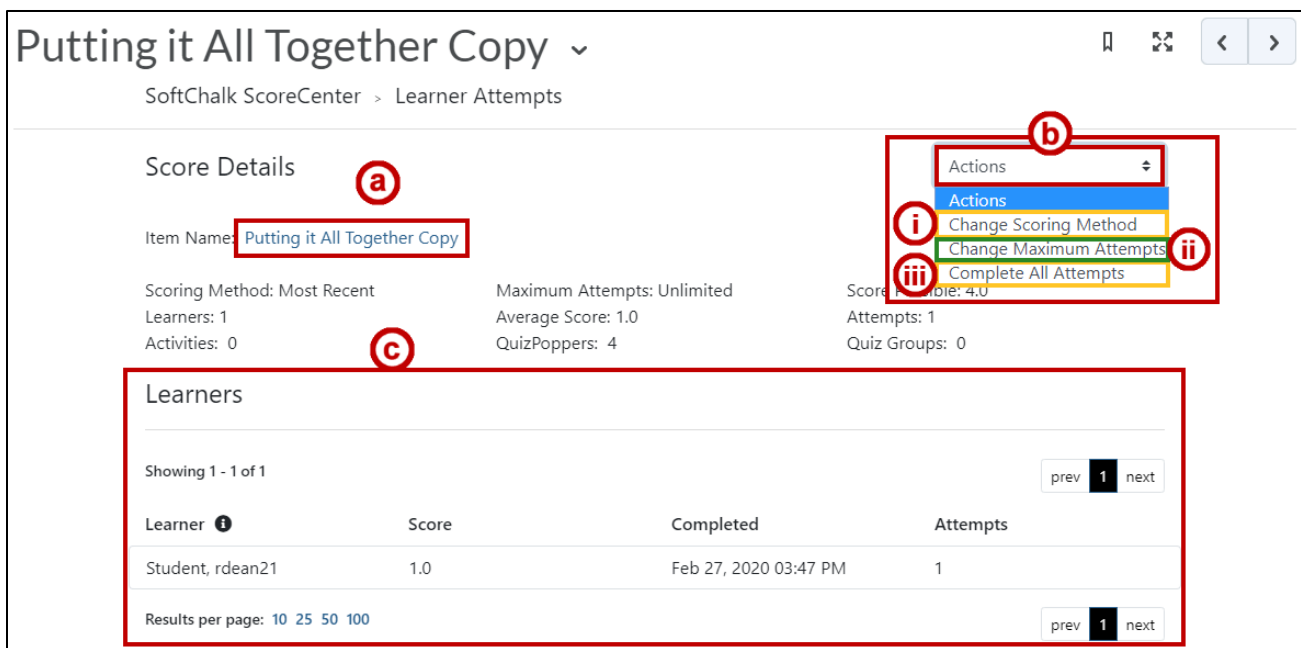 Putting it All Together Copy
SoftChalk ScoreCenter > Learner Attempts
b
Score Details
a
Actions
Actions
i
Change Scoring Method
Item Name: Putting it All Together Copy
Change Maximum Attempts
ii
iii
Complete All Attempts
Scoring Method: Most Recent Maximum Attempts: Unlimited Score Possible: 4.0
Learners: 1 Average Score: 1.0 Attempts: 1
Activities: 0 QuizPoppers: 4 Quiz Groups: 0
c
Learners
Showing 1 - 1 of 1 prev 1 next
Learner i Score Completed Attempts
Student, rdean21 1.0 Feb 27, 2020 03:47 PM 1
Results per page: 10 25 50 100 prev 1 next